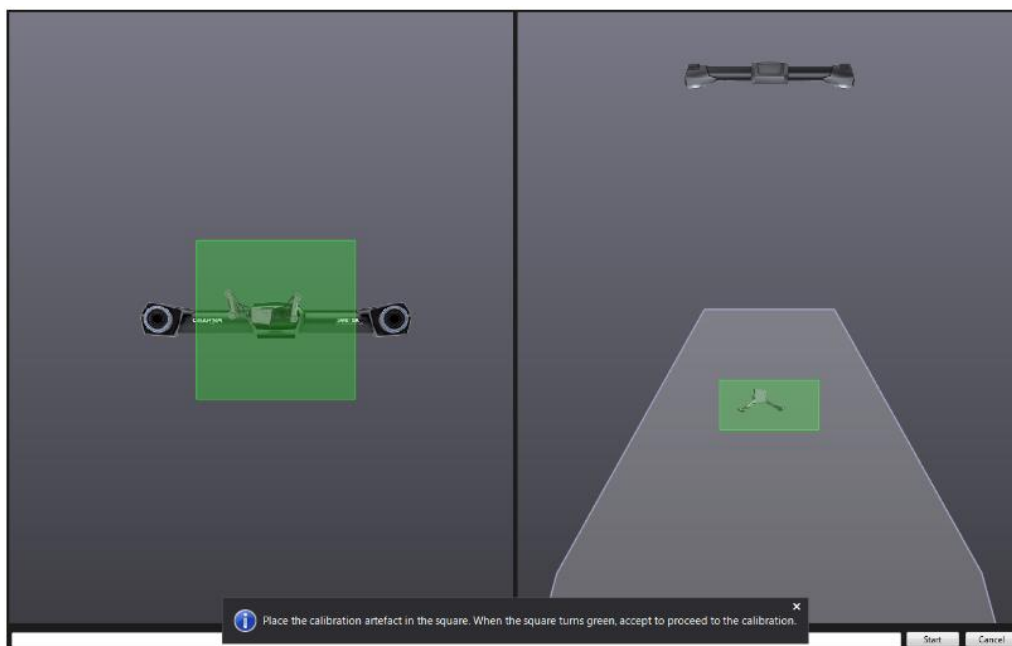 Place the calibration artefact in the square. When the square turns green, accept to proceed to the calibration.
Start
Cancel